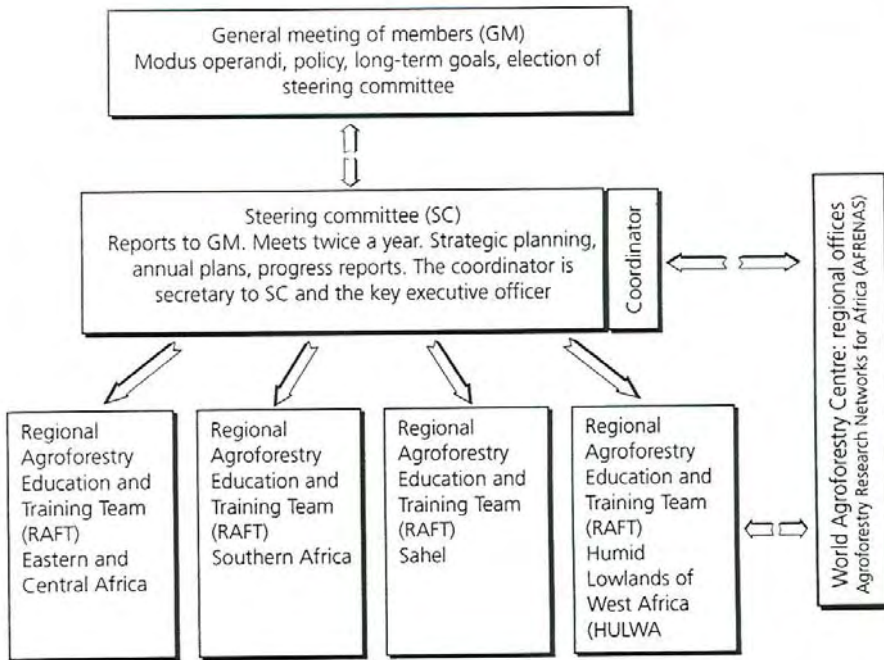 General meeting of members (GM)
Modus operandi, policy, long-term goals, election of
steering committee
Steering committee (SC)
Reports to GM. Meets twice a year. Strategic planning,
annual plans, progress reports. The coordinator is
secretary to SC and the key executive officer
Coordinator
World Agroforestry Centre: regional offices
Agroforestry Research Networks for Africa (AFRENAS)
Regional
Agroforestry
Education and
Training Team
(RAFT)
Eastern and
Central Africa
Regional
Agroforestry
Education and
Training Team
(RAFT)
Southern Africa
Regional
Agroforestry
Education and
Training Team
(RAFT)
Sahel
Regional
Agroforestry
Education and
Training Team
(RAFT)
Humid
Lowlands of
West Africa
(HULWA